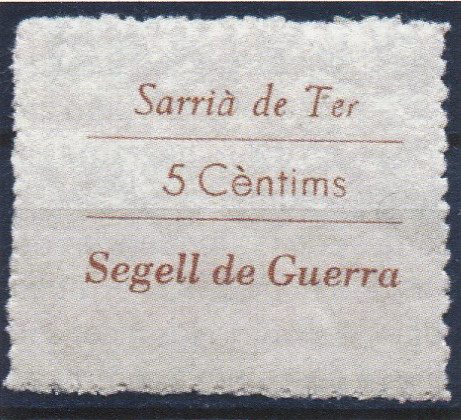 Sarrià de Ter
5 Cèntims
Segell de Guerra